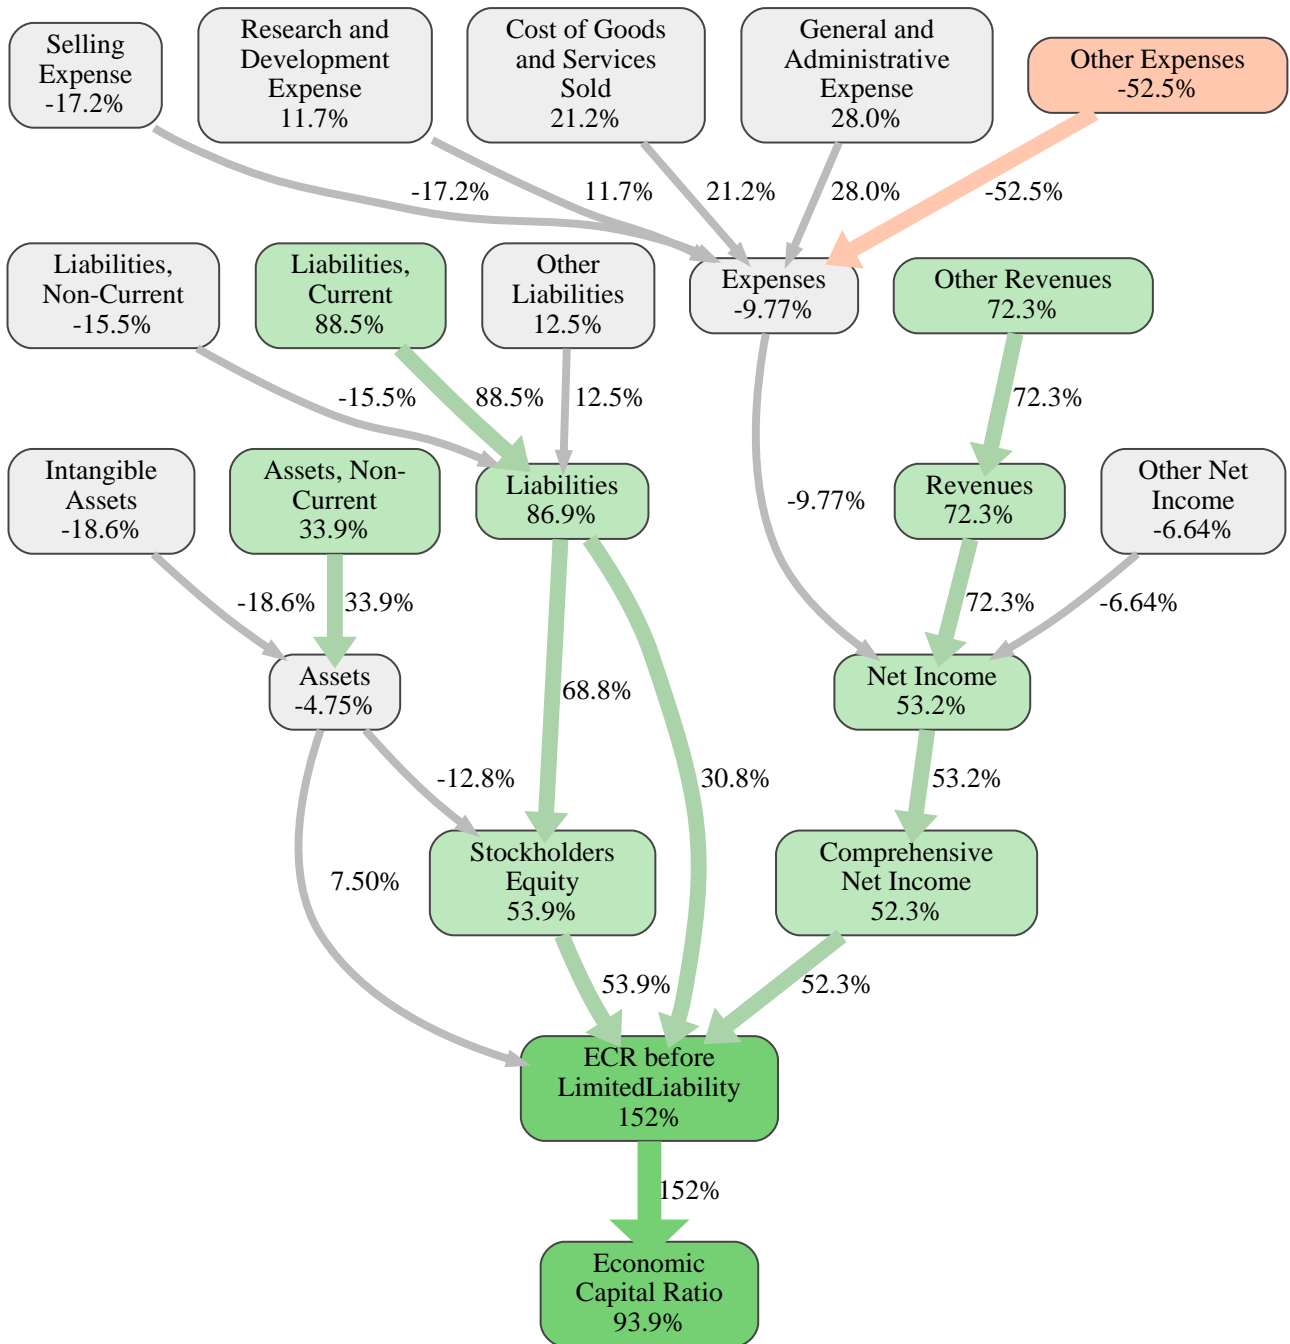 Selling
Expense
-17.2%
Research and
Development
Expense
11.7%
Cost of Goods
and Services
Sold
21.2%
General and
Administrative
Expense
28.0%
Other Expenses
-52.5%
-17.2%
11.7%
21.2%
28.0%
-52.5%
Liabilities,
Non-Current
-15.5%
Liabilities,
Current
88.5%
Other
Liabilities
12.5%
Expenses
-9.77%
Other Revenues
72.3%
-15.5%
88.5%
12.5%
72.3%
Intangible
Assets
-18.6%
Assets, Non-
Current
33.9%
Liabilities
86.9%
-9.77%
Revenues
72.3%
Other Net
Income
-6.64%
-18.6%
33.9%
72.3%
-6.64%
Assets
-4.75%
68.8%
Net Income
53.2%
-12.8%
30.8%
53.2%
7.50%
Stockholders
Equity
53.9%
Comprehensive
Net Income
52.3%
53.9%
52.3%
ECR before
LimitedLiability
152%
152%
Economic
Capital Ratio
93.9%